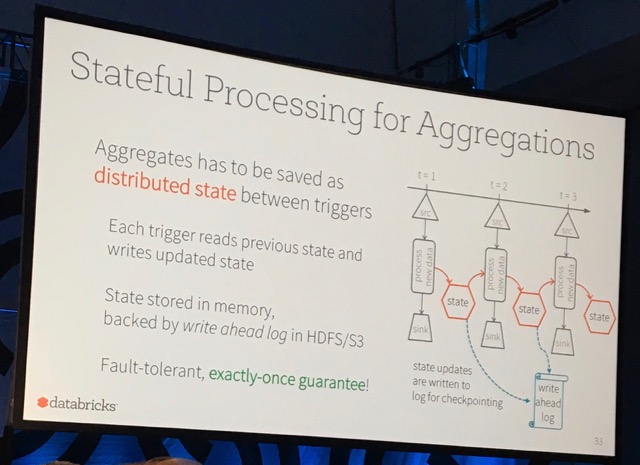 Stateful Processing for Aggregations
Aggregates has to be saved as
distributed state between triggers
Each trigger reads previous state and
writes updated state
State stored in memory,
backed by write ahead log in HDFS/S3
Fault-tolerant, exactly-once guarantee!
t = 1
t = 2
t = 3
src
src
src
process
new data
process
new data
process
new data
state
state
state
sink
sink
sink
state updates
are written to
log for checkpointing
write
ahead
log
databricks
33